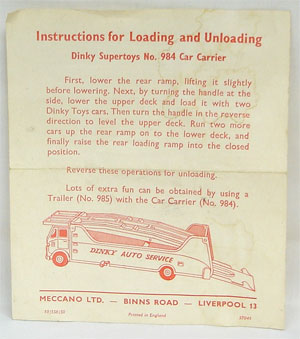 Instructions for Loading and Unloading
Dinky Supertoys No. 984 Car Carrier
First, lower the rear ramp, lifting it slightly
before lowering. Next, by turning the handle at the
side, lower the upper deck and load it with two
Dinky Toys cars. Then turn the handle in the reverse
direction to level the upper deck. Run two more
cars up the rear ramp on to the lower deck, and
finally raise the rear loading ramp into the closed
position.
Reverse these operations for unloading.
Lots of extra fun can be obtained by using a
Trailer (No. 985) with the Car Carrier (No. 984).
DINKY AUTO SERVICE
MECCANO LTD. — BINNS ROAD — LIVERPOOL 13
Printed in England